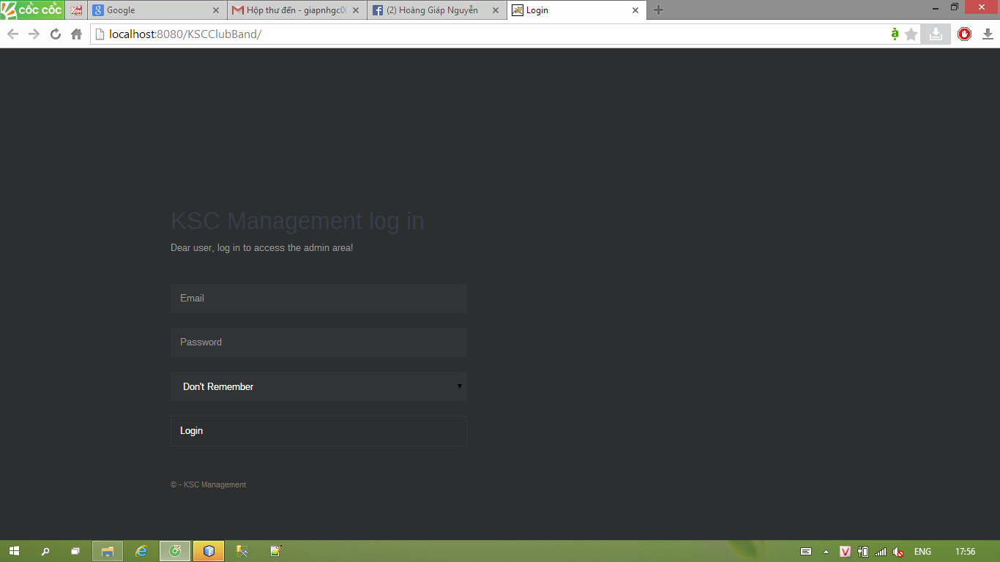 CỐC CỐC
Google
Hộp thư đến - giapnhgc0
(2) Hoàng Giáp Nguyễn
Login
localhost:8080/KSCClubBand/
KSC Management log in
Dear user, log in to access the admin area!
Email
Password
Don't Remember
Login
© - KSC Management
ENG
17:56